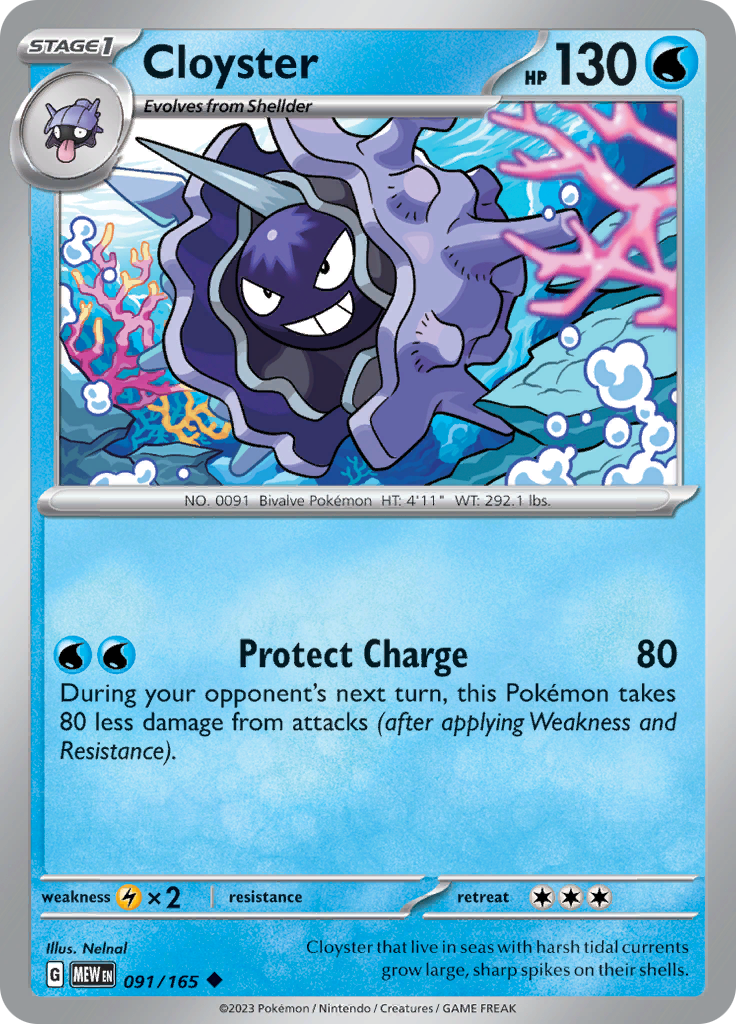 STAGE1
Cloyster
HP 130
Evolves from Shellder
NO. 0091 Bivalve Pokémon HT: 4'11" WT: 292.1 lbs.
Protect Charge 80
During your opponent's next turn, this Pokémon takes
80 less damage from attacks (after applying Weakness and
Resistance).
weakness ×2 resistance retreat
Illus. Nelnal
Cloyster that live in seas with harsh tidal currents
grow large, sharp spikes on their shells.
G MEW EN 091/165
©2023 Pokémon / Nintendo / Creatures / GAME FREAK